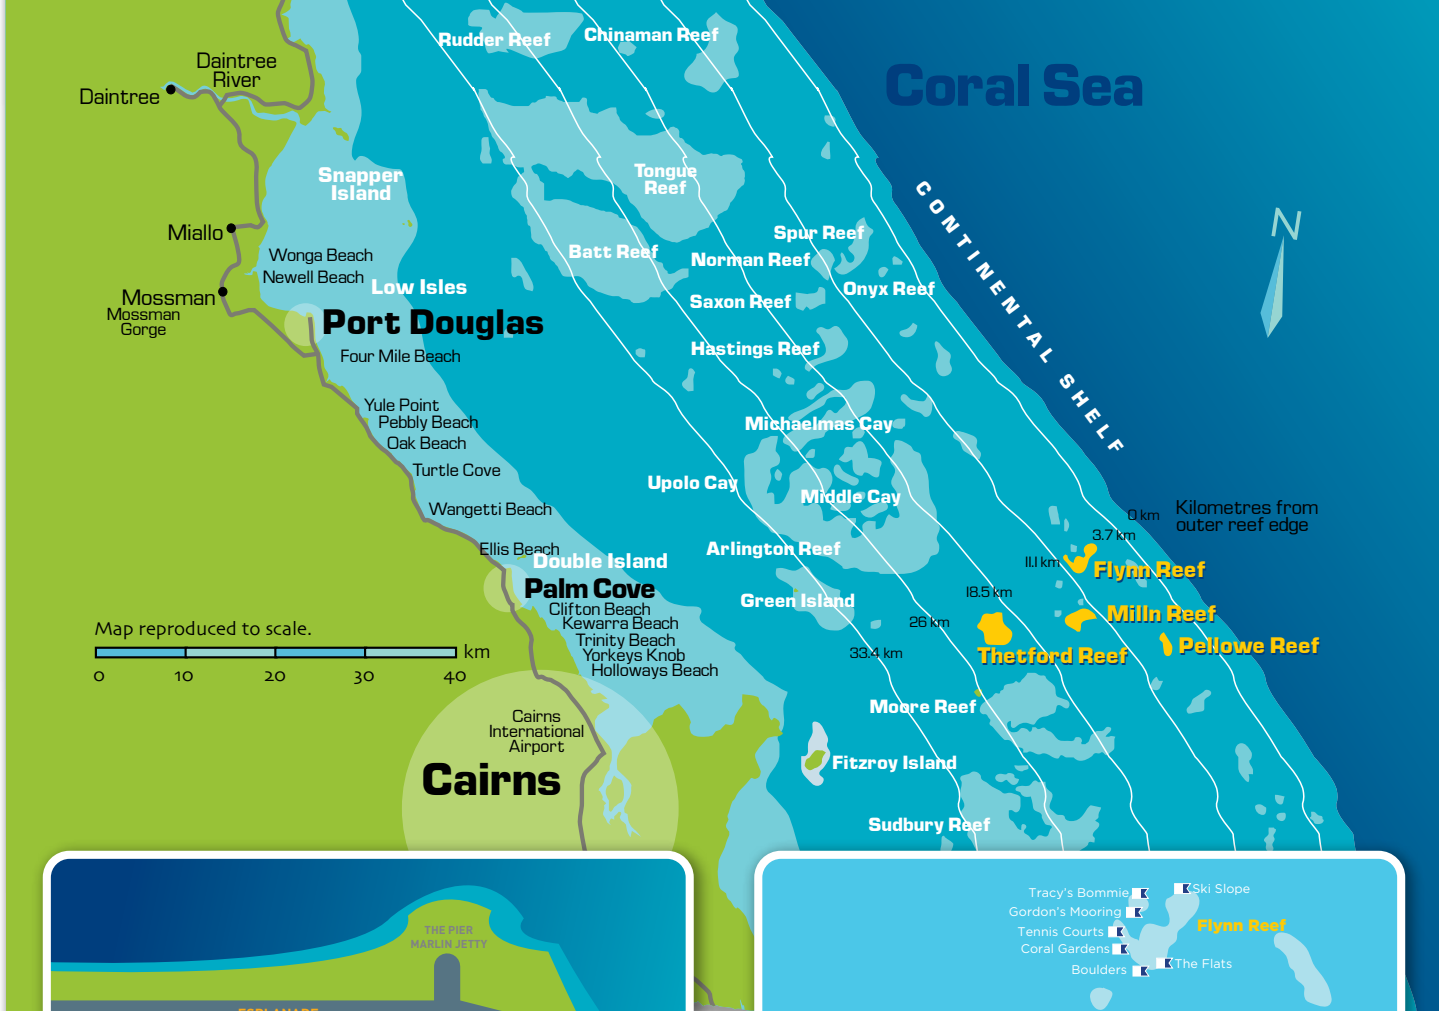 Rudder Reef
Chinaman Reef
Coral Sea
Daintree
River
Daintree
Snapper
Island
Tongue
Reef
CONTINENTAL SHELF
N
Miallo
Spur Reef
Wonga Beach
Batt Reef
Norman Reef
Newell Beach
Low Isles
Onyx Reef
Mossman
Saxon Reef
Mossman
Gorge
Port Douglas
Hastings Reef
Four Mile Beach
Yule Point
Pebbly Beach
Michaelmas Cay
Oak Beach
Turtle Cove
Upolo Cay
Middle Cay
Wangetti Beach
0 km
Kilometres from
outer reef edge
3.7 km
Ellis Beach
Arlington Reef
Double Island
11.1 km
Flynn Reef
Palm Cove
18.5 km
Green Island
Clifton Beach
Kewarra Beach
26 km
Milln Reef
Map reproduced to scale.
Trinity Beach
Yorkeys Knob
33.4 km
Thetford Reef
Pellowe Reef
km
Holloways Beach
0 10 20 30 40
Moore Reef
Cairns
International
Airport
Fitzroy Island
Cairns
Sudbury Reef
THE PIER
MARLIN JETTY
ESPLANADE
Tracy's Bommie
Ski Slope
Gordon's Mooring
Flynn Reef
Tennis Courts
Coral Gardens
The Flats
Boulders